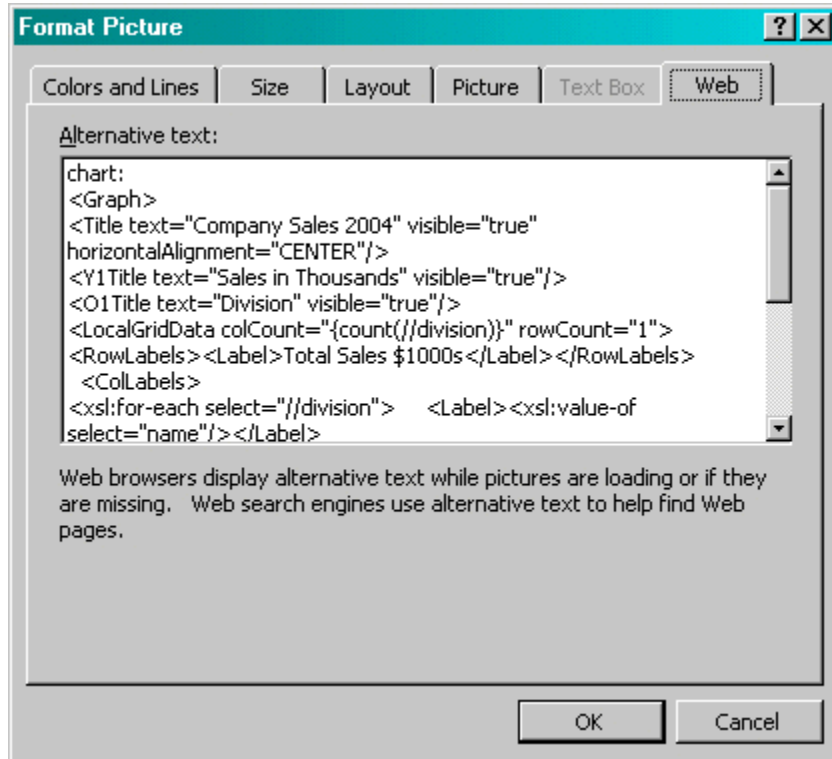 Format Picture
Colors and Lines Size Layout Picture Text Box Web
Alternative text:
chart:
<Graph>
<Title text="Company Sales 2004" visible="true"
horizontalAlignment="CENTER"/>
<Y1Title text="Sales in Thousands" visible="true"/>
<O1Title text="Division" visible="true"/>
<LocalGridData colCount="{count(//division)}" rowCount="1">
<RowLabels><Label>Total Sales $1000s</Label></RowLabels>
<ColLabels>
<xsl:for-each select="//division"> <Label><xsl:value-of
select="name"/></Label>
Web browsers display alternative text while pictures are loading or if they
are missing. Web search engines use alternative text to help find Web
pages.
OK Cancel